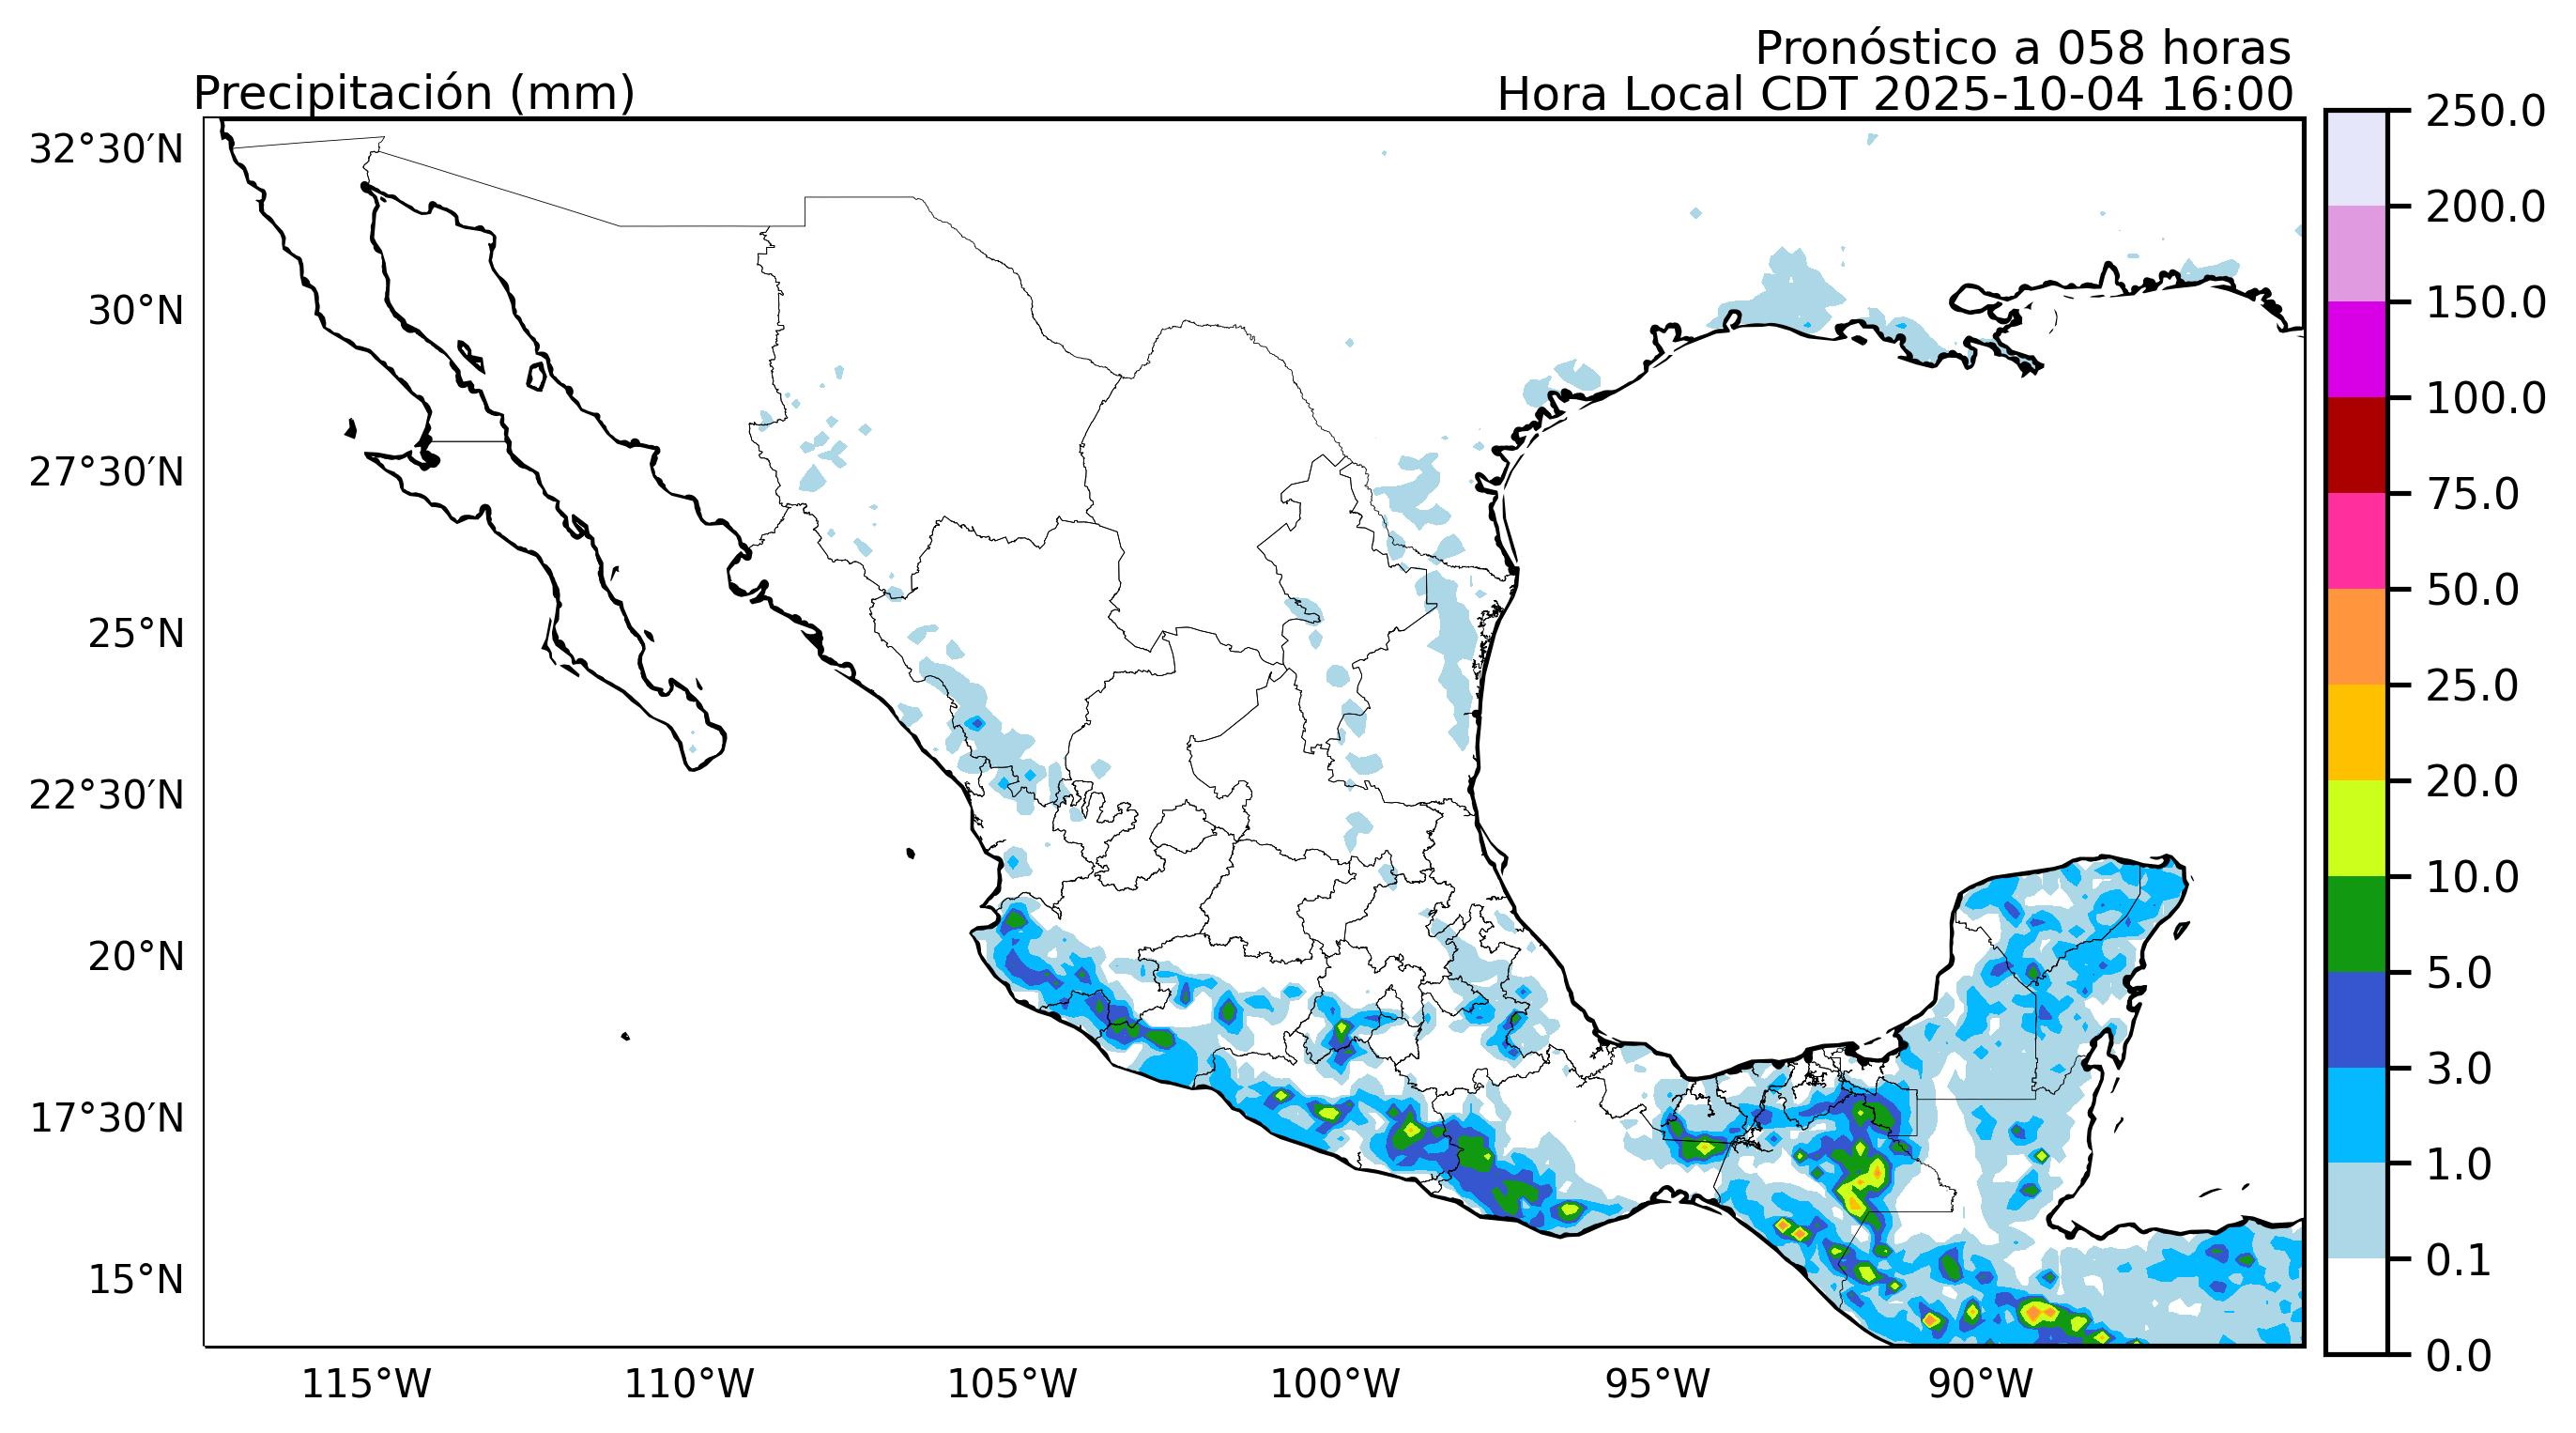 Pronóstico a 058 horas
Precipitación (mm)
Hora Local CDT 2025-10-04 16:00
32°30′N
30°N
27°30′N
25°N
22°30′N
20°N
17°30′N
15°N
115°W
110°W
105°W
100°W
95°W
90°W
250.0
200.0
150.0
100.0
75.0
50.0
25.0
20.0
10.0
5.0
3.0
1.0
0.1
0.0